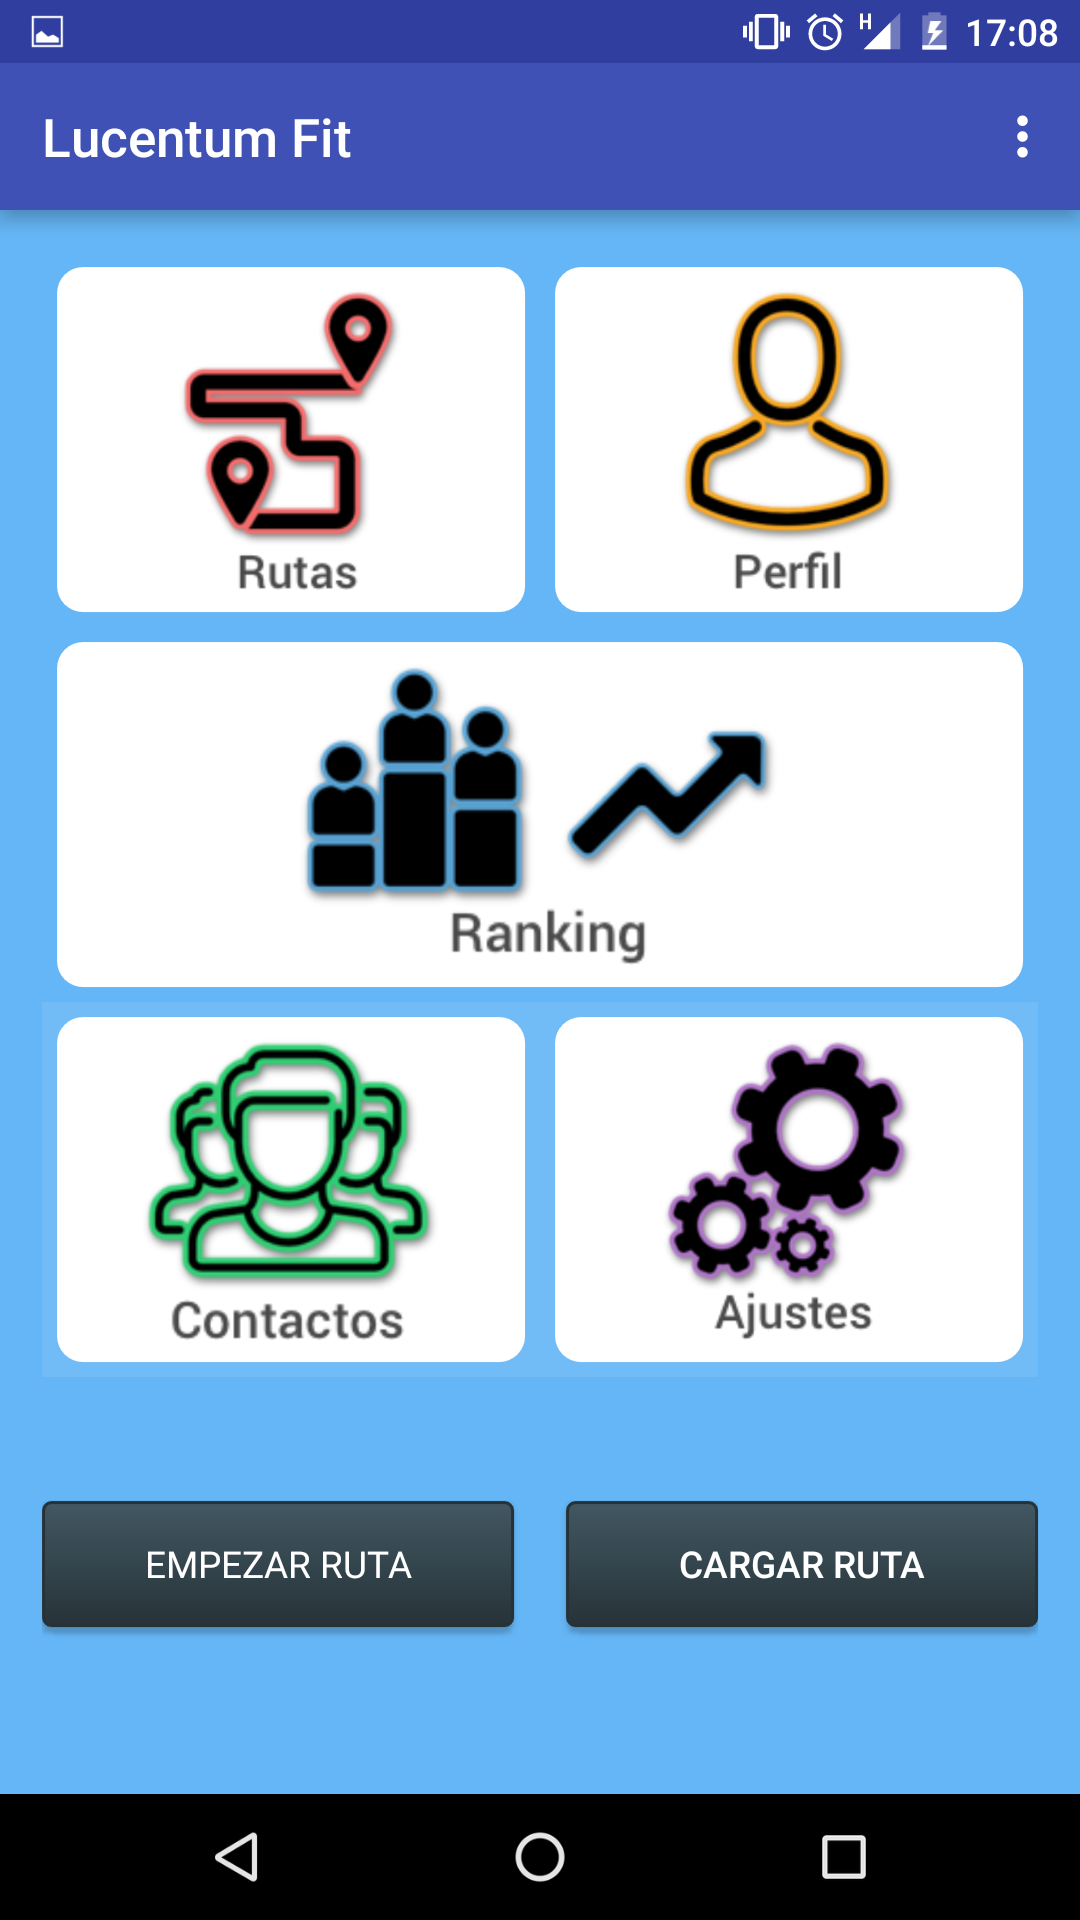 H 17:08
Lucentum Fit
Rutas Perfil
Ranking
Contactos Ajustes
EMPEZAR RUTA CARGAR RUTA